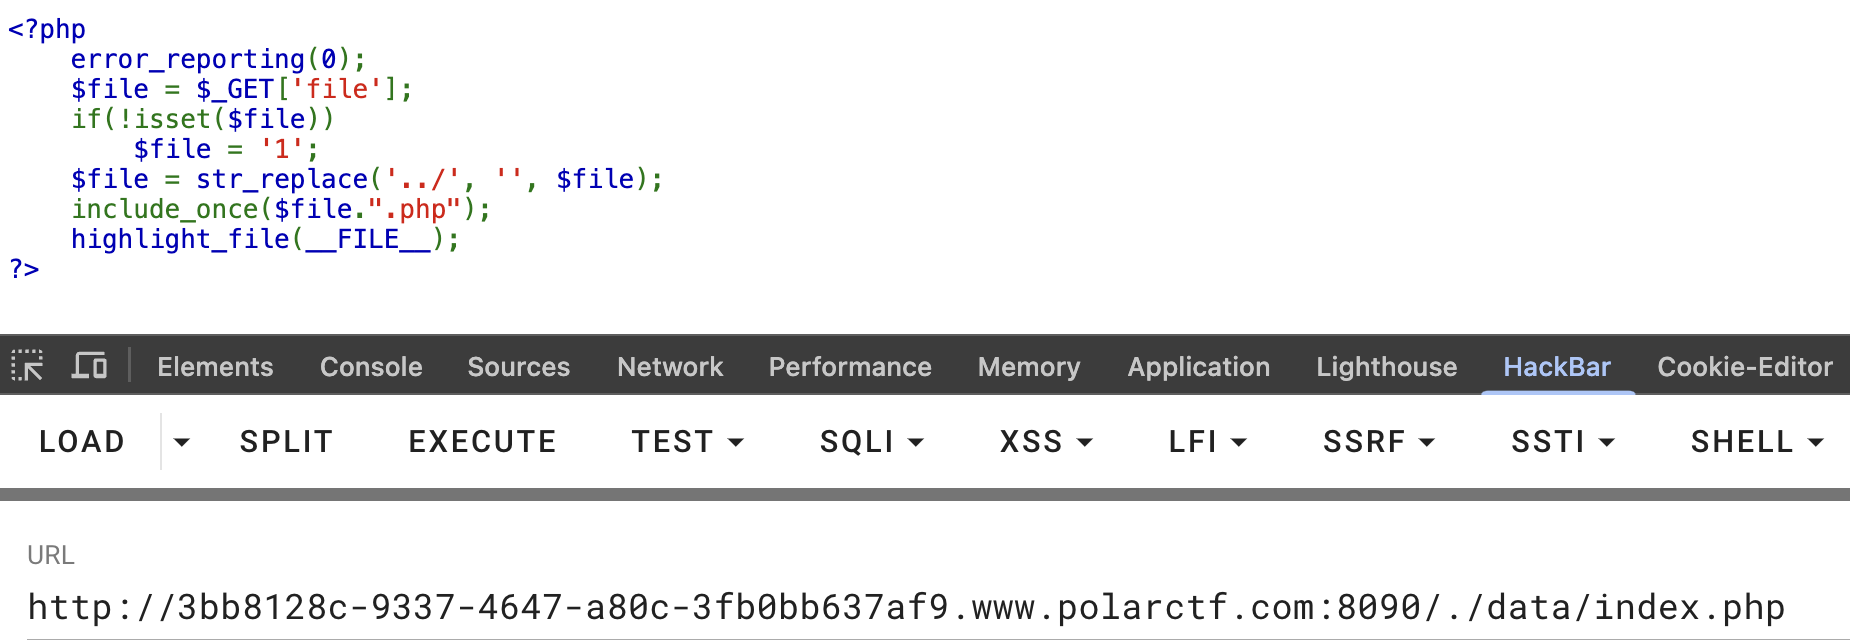 <?php
    error_reporting(0);
    $file = $_GET['file'];
    if(!isset($file))
        $file = '1';
    $file = str_replace('../', '', $file);
    include_once($file.".php");
    highlight_file(__FILE__);
?>
Elements Console Sources Network Performance Memory Application Lighthouse HackBar Cookie-Editor
LOAD SPLIT EXECUTE TEST SQLI XSS LFI SSRF SSTI SHELL
URL
http://3bb8128c-9337-4647-a80c-3fb0bb637af9.www.polarctf.com:8090/./data/index.php